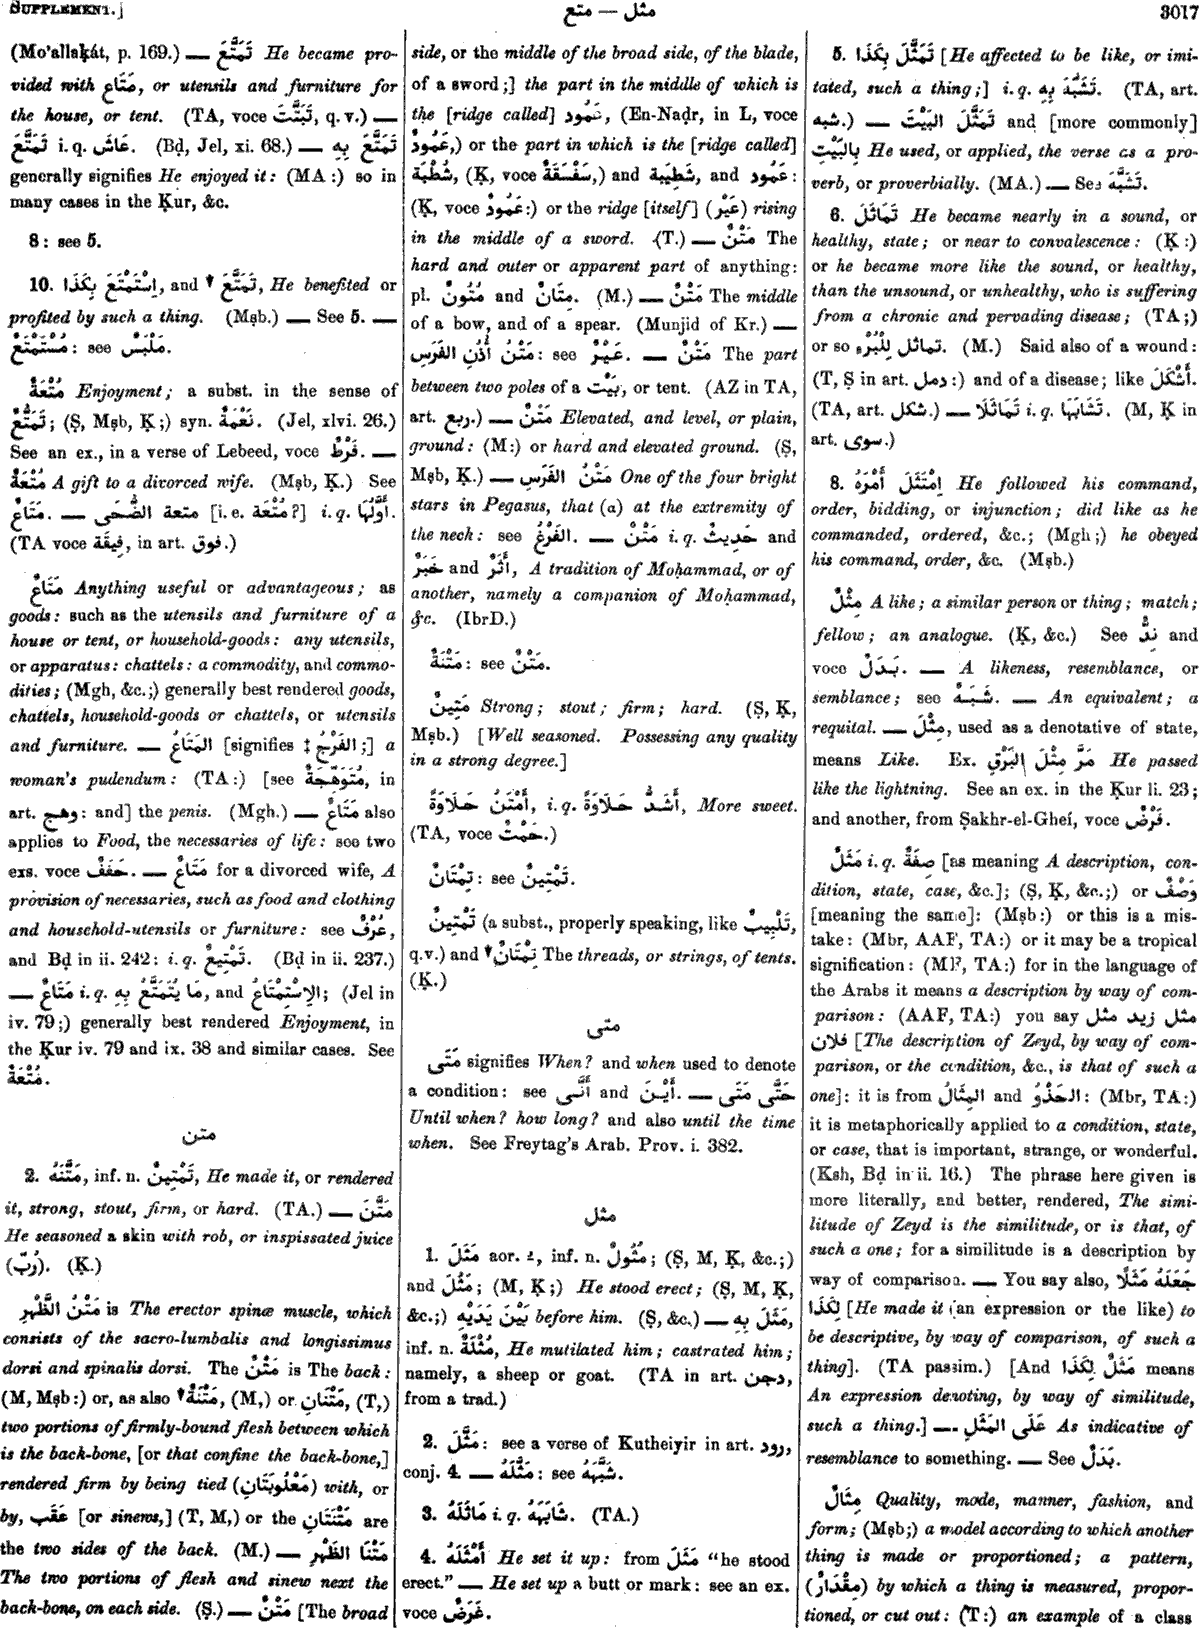 SUPPLEMENT.]
متع — مثل
3017
(Mo'allaḳát, p. 169.) — تَمَتَّعَ He became pro-
vided with مَتَاع, or utensils and furniture for
the house, or tent. (TA, voce تَبَتَّتَ, q. v.) —
تَمَتَّعَ i. q. عَاشَ. (Bḍ, Jel, xi. 68.) — تَمَتَّعَ بِهِ
generally signifies He enjoyed it: (MA:) so in
many cases in the Ḳur, &c.
8: see 5.
10. اِسْتَمْتَعَ بِكَذَا, and ▾ تَمَتَّعَ, He benefited or
profited by such a thing. (Mṣb.) — See 5. —
مُسْتَمْتَعٌ: see مَلْبَسٌ.
مُتْعَةٌ Enjoyment; a subst. in the sense of
تَمَتُّعٌ; (Ṣ, Mṣb, Ḳ;) syn. نَعْمَةٌ. (Jel, xlvi. 26.)
See an ex., in a verse of Lebeed, voce فَرْطٌ. —
مُتْعَةٌ A gift to a divorced wife. (Mṣb, Ḳ.) See
مَتَاعٌ. — متعة الضُّحَى [i. e. مُتْعَة?] i. q. أَوَّلُهَا.
(TA voce فِيقَة, in art. فوق.)
مَتَاعٌ Anything useful or advantageous; as
goods: such as the utensils and furniture of a
house or tent, or household-goods: any utensils,
or apparatus: chattels: a commodity, and commo-
dities; (Mgh, &c.;) generally best rendered goods,
chattels, household-goods or chattels, or utensils
and furniture. — المَتَاعُ [signifies ‡ الفَرْجُ;] a
woman's pudendum: (TA:) [see مُتَوَهِّجَةٌ, in
art. وهج: and] the penis. (Mgh.) — مَتَاعٌ also
applies to Food, the necessaries of life: see two
exs. voce حَفَفٌ. — مَتَاعٌ for a divorced wife, A
provision of necessaries, such as food and clothing
and household-utensils or furniture: see عُرْفٌ,
and Bḍ in ii. 242: i. q. تَمْتِيعٌ. (Bḍ in ii. 237.)
— مَتَاعٌ i. q. مَا يُتَمَتَّعُ بِهِ, and الاِسْتِمْتَاعُ; (Jel in
iv. 79;) generally best rendered Enjoyment, in
the Ḳur iv. 79 and ix. 38 and similar cases. See
مُتْعَةٌ.
متن
2. مَتَّنَهُ, inf. n. تَمْتِينٌ, He made it, or rendered
it, strong, stout, firm, or hard. (TA.) — مَتَّنَ
He seasoned a skin with rob, or inspissated juice
(رُبّ). (Ḳ.)
مَتْنُ الظَّهْرِ is The erector spinæ muscle, which
consists of the sacro-lumbalis and longissimus
dorsi and spinalis dorsi. The مَتْنٌ is The back:
(M, Mṣb:) or, as also ▾ مَتْنَةٌ, (M,) or مَتْنَانِ, (T,)
two portions of firmly-bound flesh between which
is the back-bone, [or that confine the back-bone,]
rendered firm by being tied (مَعْلُوبَتَانِ) with, or
by, عَقَب [or sinews,] (T, M,) or the مَتْنَتَانِ are
the two sides of the back. (M.) — مَتْنَا الظَّهْرِ
The two portions of flesh and sinew next the
back-bone, on each side. (Ṣ.) — مَتْنٌ [The broad
side, or the middle of the broad side, of the blade,
of a sword;] the part in the middle of which is
the [ridge called] عَمُود, (En-Naḍr, in L, voce
عَمُودٌ,) or the part in which is the [ridge called]
شُطْبَة, (Ḳ, voce سَفْسَقَةٌ,) and شَطِيبَة, and عَمُود:
(Ḳ, voce عَمُودٌ:) or the ridge [itself] (عَيْر) rising
in the middle of a sword. (T.) — مَتْنٌ The
hard and outer or apparent part of anything:
pl. مُتُونٌ and مِتَانٌ. (M.) — مَتْنٌ The middle
of a bow, and of a spear. (Munjid of Kr.) —
مَتْنُ أُذُنِ الفَرَسِ: see عَيْرٌ. — مَتْنٌ The part
between two poles of a بَيْت, or tent. (AZ in TA,
art. ربع.) — مَتْنٌ Elevated, and level, or plain,
ground: (M:) or hard and elevated ground. (Ṣ,
Mṣb, Ḳ.) — مَتْنُ الفَرَسِ One of the four bright
stars in Pegasus, that (a) at the extremity of
the neck: see الفَرْغُ. — مَتْنٌ i. q. حَدِيثٌ and
خَبَرٌ and أَثَرٌ, A tradition of Moḥammad, or of
another, namely a companion of Moḥammad,
&c. (IbrD.)
مَتْنَةٌ: see مَتْنٌ.
مَتِينٌ Strong; stout; firm; hard. (Ṣ, Ḳ,
Mṣb.) [Well seasoned. Possessing any quality
in a strong degree.]
أَمْتَنُ حَلَاوَةً, i. q. أَشَدُّ حَلَاوَةً, More sweet.
(TA, voce حَمْتٌ.)
تِمْتَانٌ: see تَمْتِينٌ.
تَمْتِينٌ (a subst., properly speaking, like تَنْبِيتٌ,
q. v.) and ▾ تِمْتَانٌ The threads, or strings, of tents.
(Ḳ.)
متى
مَتَى signifies When? and when used to denote
a condition: see أَنَّى and أَيْنَ. — حَتَّى مَتَى
Until when? how long? and also until the time
when. See Freytag's Arab. Prov. i. 382.
مثل
1. مَثَلَ aor. ـُ, inf. n. مُثُولٌ; (Ṣ, M, Ḳ, &c.;)
and مَثُلَ; (M, Ḳ;) He stood erect; (Ṣ, M, Ḳ,
&c.;) بَيْنَ يَدَيْهِ before him. (Ṣ, &c.) — مَثَلَ بِهِ,
inf. n. مُثْلَةٌ, He mutilated him; castrated him;
namely, a sheep or goat. (TA in art. دجن,
from a trad.)
2. مَثَّلَ: see a verse of Kutheiyir in art. رود,
conj. 4. — مَثَّلَهُ: see شَبَّهَهُ.
3. مَاثَلَهُ i. q. شَابَهَهُ. (TA.)
4. أَمْثَلَهُ He set it up: from مَثَلَ "he stood
erect." — He set up a butt or mark: see an ex.
voce غَرَضٌ.
5. تَمَثَّلَ بِكَذَا [He affected to be like, or imi-
tated, such a thing;] i. q. تَشَبَّهَ بِهِ. (TA, art.
شبه.) — تَمَثَّلَ البَيْتَ and [more commonly]
بِالبَيْتِ He used, or applied, the verse as a pro-
verb, or proverbially. (MA.) — See تَشَبَّهَ.
6. تَمَاثَلَ He became nearly in a sound, or
healthy, state; or near to convalescence: (Ḳ:)
or he became more like the sound, or healthy,
than the unsound, or unhealthy, who is suffering
from a chronic and pervading disease; (TA;)
or so تماثل لِلْبُرْءِ. (M.) Said also of a wound:
(T, Ṣ in art. دمل:) and of a disease; like أَشْكَلَ.
(TA, art. شكل.) — تَمَاثَلَا i. q. تَشَابَهَا. (M, Ḳ in
art. سوى.)
8. اِمْتَثَلَ أَمْرَهُ He followed his command,
order, bidding, or injunction; did like as he
commanded, ordered, &c.; (Mgh;) he obeyed
his command, order, &c. (Mṣb.)
مِثْلٌ A like; a similar person or thing; match;
fellow; an analogue. (Ḳ, &c.) See نِدٌّ and
voce بَدَلٌ. — A likeness, resemblance, or
semblance; see شَبَهٌ. — An equivalent; a
requital. — مِثْلَ, used as a denotative of state,
means Like. Ex. مَرَّ مِثْلَ البَرْقِ He passed
like the lightning. See an ex. in the Ḳur li. 23;
and another, from Ṣakhr-el-Gheí, voce فَرْضٌ.
مَثَلٌ i. q. صِفَةٌ [as meaning A description, con-
dition, state, case, &c.]; (Ṣ, Ḳ, &c.;) or وَصْفٌ
[meaning the same]: (Mṣb:) or this is a mis-
take: (Mbr, AAF, TA:) or it may be a tropical
signification: (MF, TA:) for in the language of
the Arabs it means a description by way of com-
parison: (AAF, TA:) you say مثل زيد مثل
فلان [The description of Zeyd, by way of com-
parison, or the condition, &c., is that of such a
one]: it is from المِثَالُ and الحَذْوُ: (Mbr, TA:)
it is metaphorically applied to a condition, state,
or case, that is important, strange, or wonderful.
(Ksh, Bḍ in ii. 16.) The phrase here given is
more literally, and better, rendered, The simi-
litude of Zeyd is the similitude, or is that, of
such a one; for a similitude is a description by
way of comparison. — You say also, جَعَلَهُ مَثَلًا
لِكَذَا [He made it (an expression or the like) to
be descriptive, by way of comparison, of such a
thing]. (TA passim.) [And مَثَلٌ لِكَذَا means
An expression denoting, by way of similitude,
such a thing.] — عَلَى المَثَلِ As indicative of
resemblance to something. — See بَدَلٌ.
مِثَالٌ Quality, mode, manner, fashion, and
form; (Mṣb;) a model according to which another
thing is made or proportioned; a pattern,
(مِقْدَارٌ) by which a thing is measured, propor-
tioned, or cut out: (T:) an example of a class